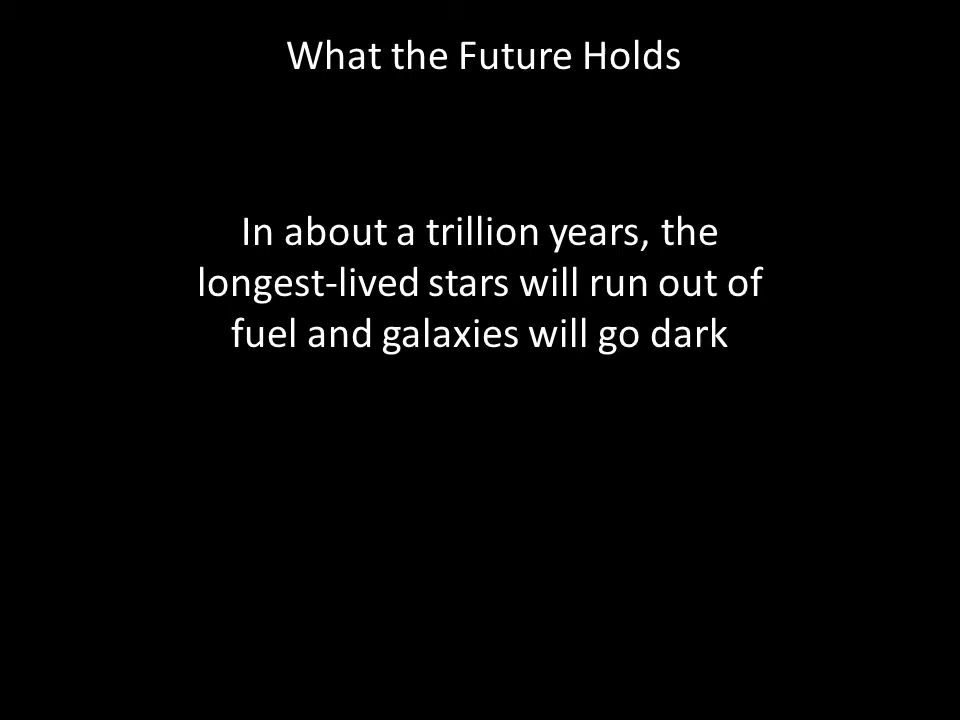 What the Future Holds
In about a trillion years, the
longest-lived stars will run out of
fuel and galaxies will go dark